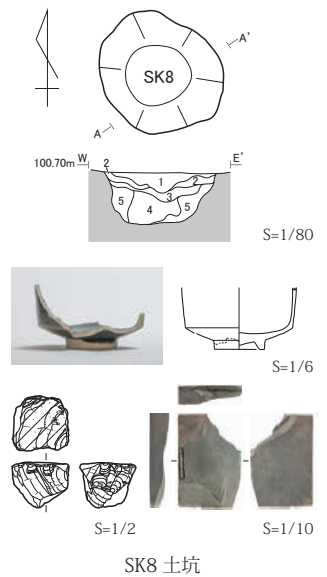 A'
SK8
A
100.70m
W
E'
2
1
2
3
5
4
5
S=1/80
S=1/6
S=1/2
S=1/10
SK8 土坑